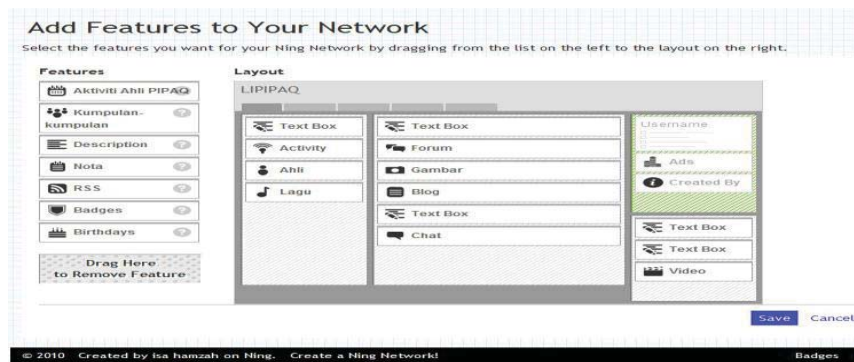 Add Features to Your Network
Select the features you want for your Ning Network by dragging from the list on the left to the layout on the right.
Features
Aktiviti Ahli PIPAQ
Kumpulan-
kumpulan
Description
Nota
RSS
Badges
Birthdays
Drag Here
to Remove Feature
Layout
LIPIPAQ
Text Box
Activity
Ahli
Lagu
Text Box
Forum
Gambar
Blog
Text Box
Chat
Username
Ads
Created By
Text Box
Text Box
Video
Save Cancel
© 2010 Created by isa hamzah on Ning. Create a Ning Network! Badges